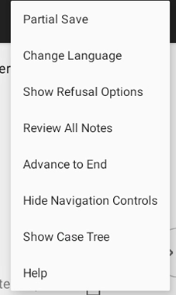 Partial Save
Change Language
er
Show Refusal Options
Review All Notes
Advance to End
Hide Navigation Controls
Show Case Tree
Help